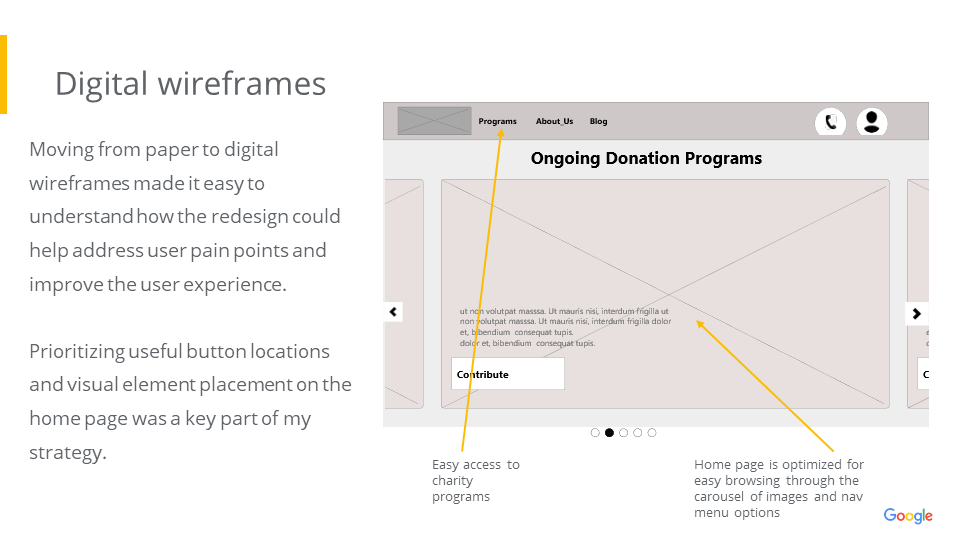 Digital wireframes
Moving from paper to digital
wireframes made it easy to
understand how the redesign could
help address user pain points and
improve the user experience.
Prioritizing useful button locations
and visual element placement on the
home page was a key part of my
strategy.
Programs About_Us Blog
Ongoing Donation Programs
ut non volutpat masssa. Ut mauris nisi, interdum frigilla ut
non volutpat masssa. Ut mauris nisi, interdum frigilla dolor
et, bibendum consequat tupis.
dolor et, bibendum consequat tupis.
Contribute
Easy access to
charity
programs
Home page is optimized for
easy browsing through the
carousel of images and nav
menu options
Google